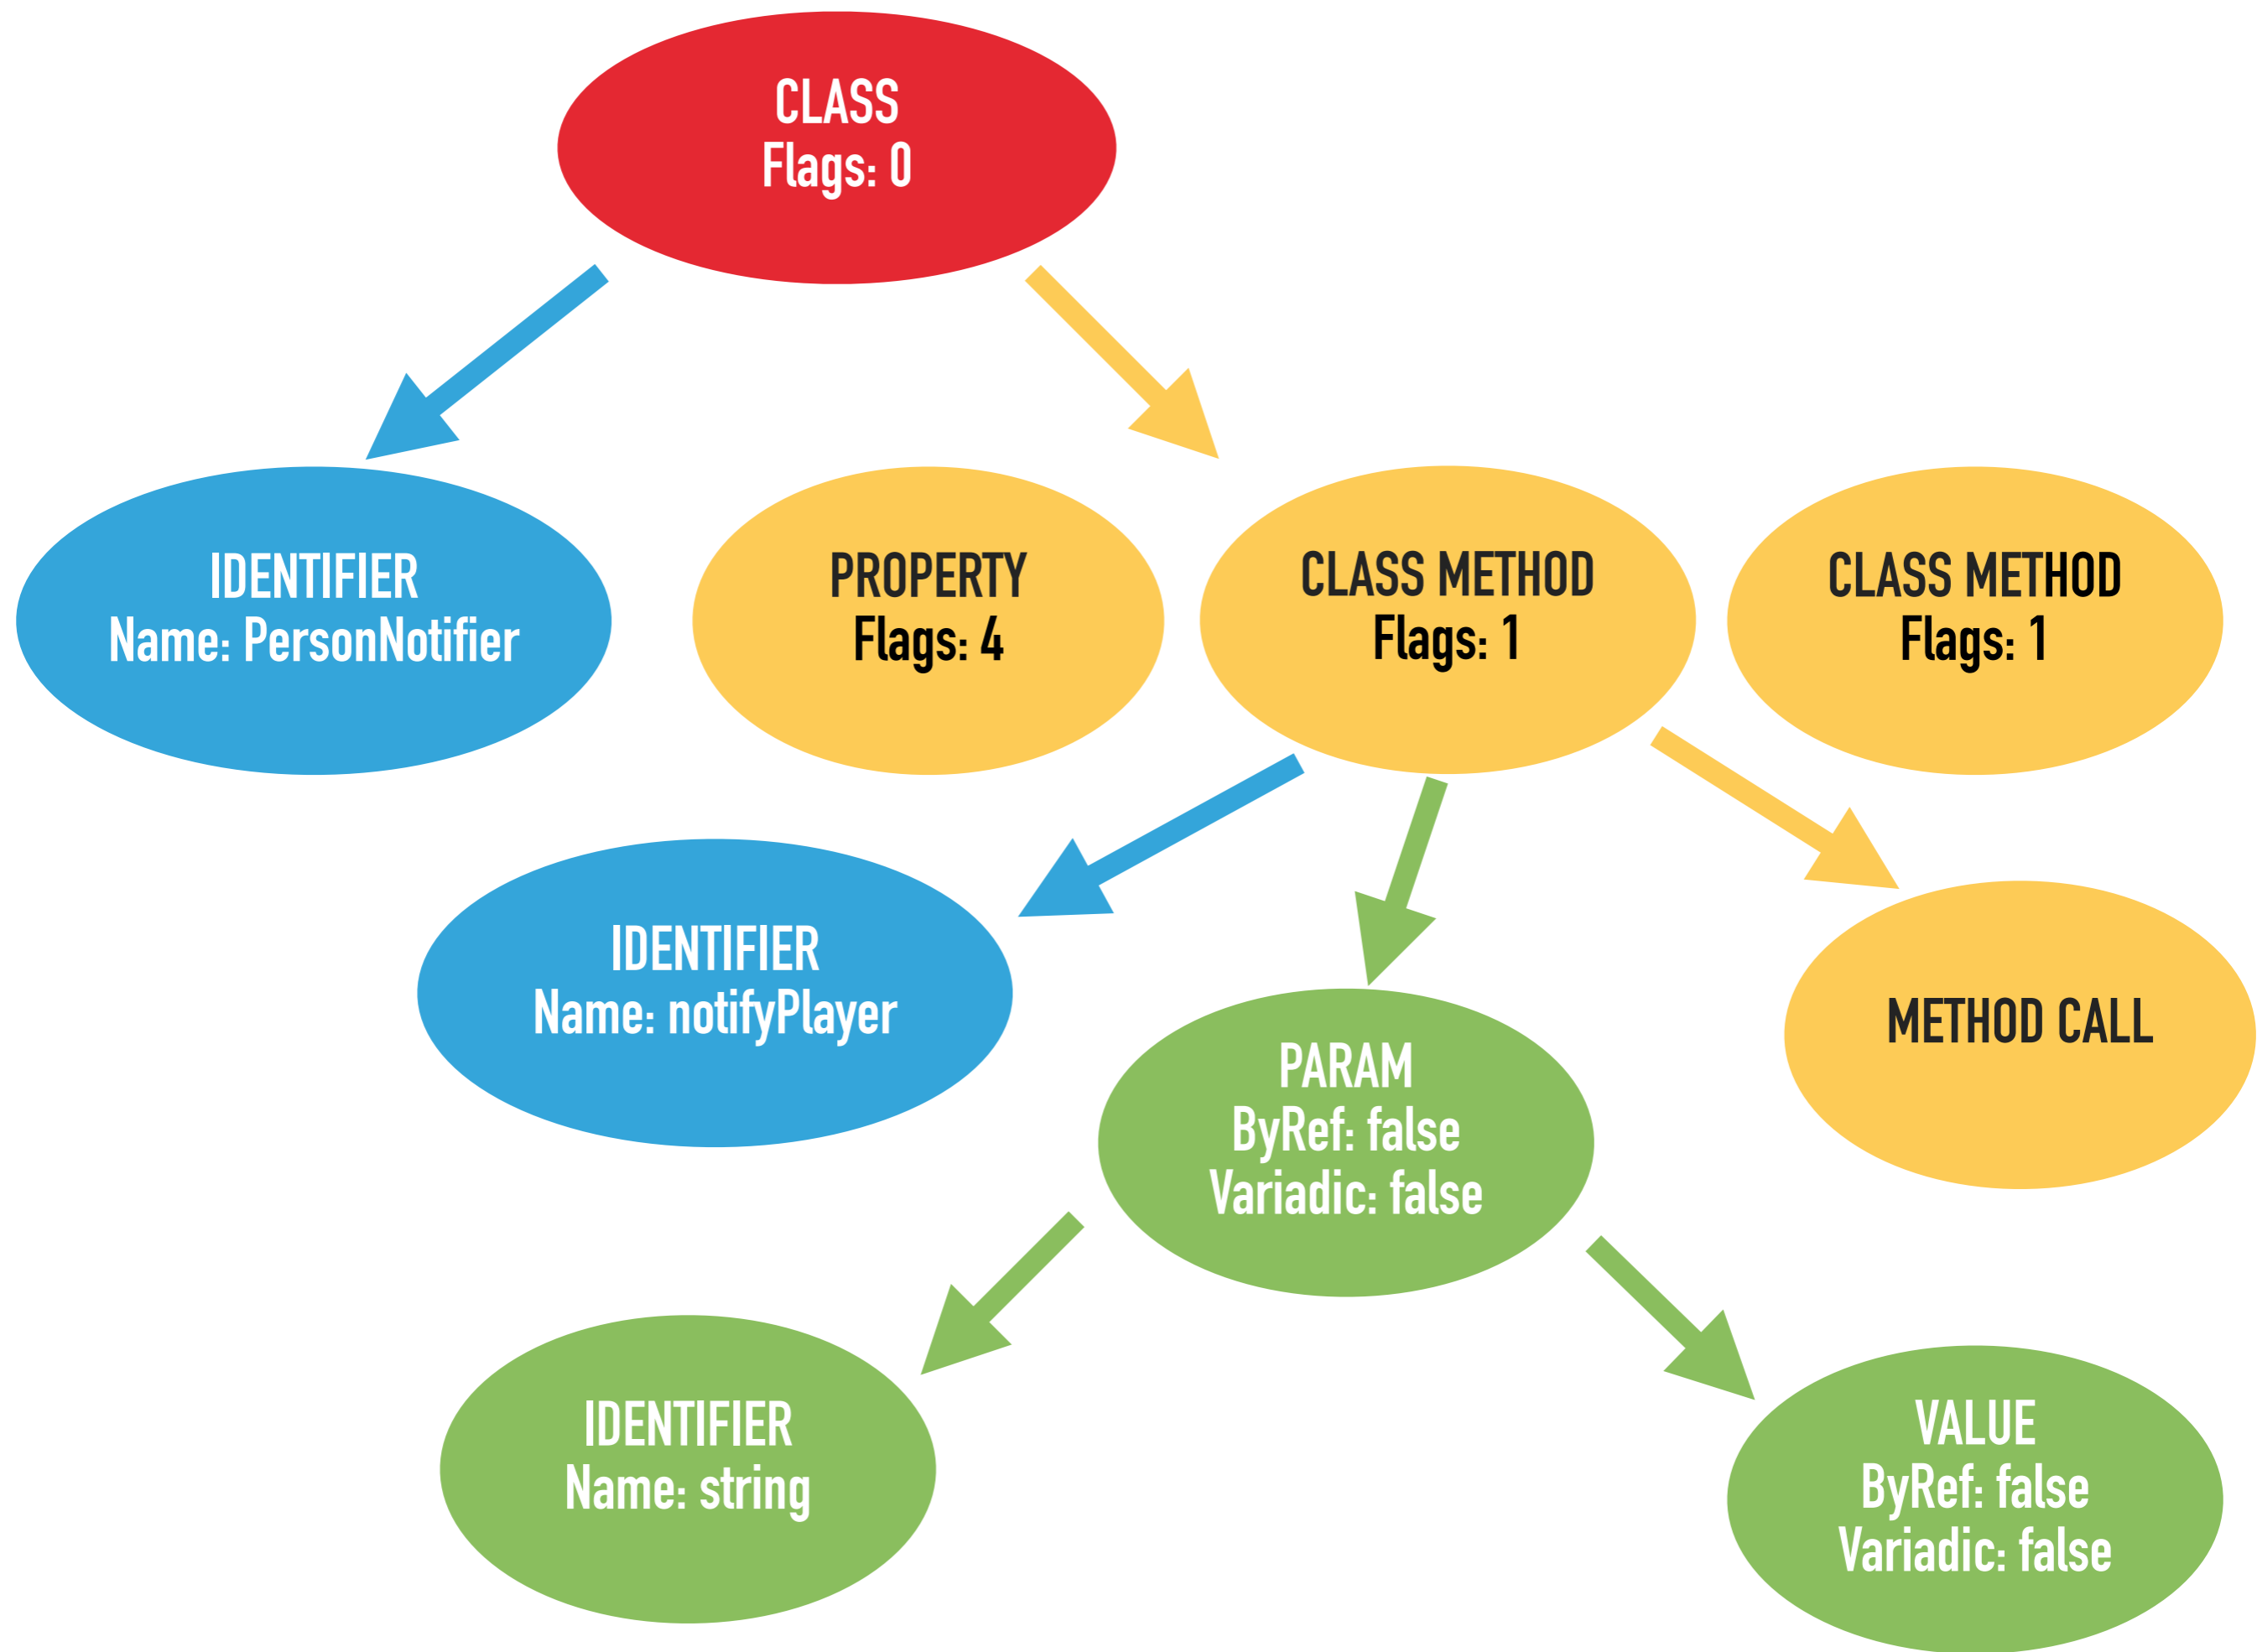 CLASS
Flags: 0
IDENTIFIER
Name: PersonNotifier
PROPERTY
Flags: 4
CLASS METHOD
Flags: 1
CLASS METHOD
Flags: 1
IDENTIFIER
Name: notifyPlayer
PARAM
ByRef: false
Variadic: false
METHOD CALL
IDENTIFIER
Name: string
VALUE
ByRef: false
Variadic: false